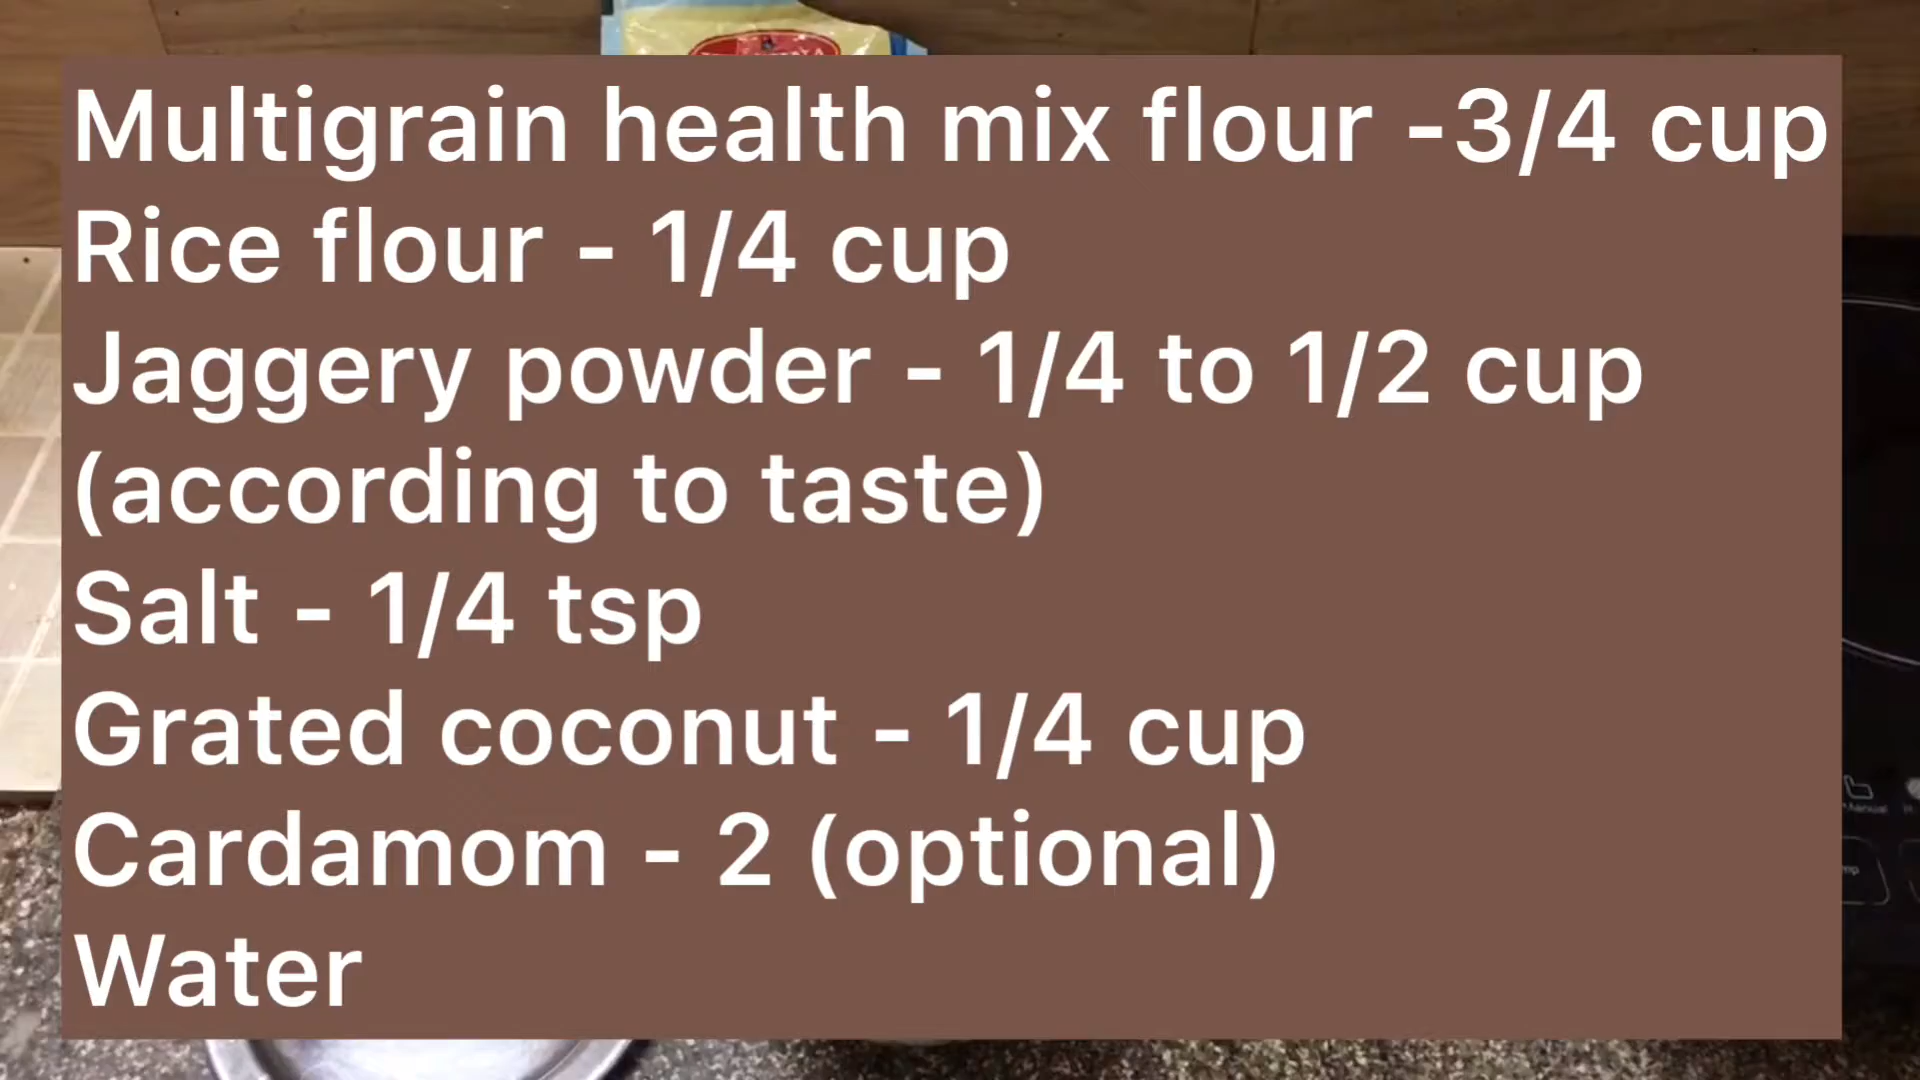 Multigrain health mix flour -3/4 cup
Rice flour - 1/4 cup
Jaggery powder - 1/4 to 1/2 cup
(according to taste)
Salt - 1/4 tsp
Grated coconut - 1/4 cup
Cardamom - 2 (optional)
Water